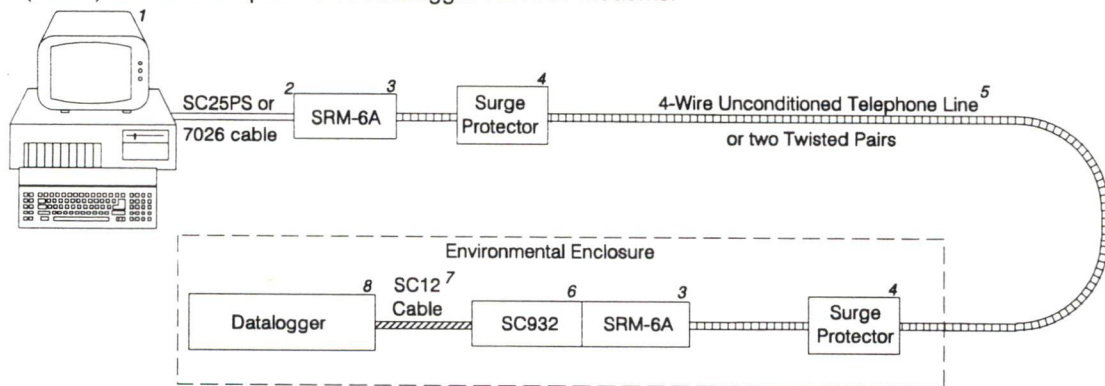 1
SC25PS or
2
3
4
7026 cable
SRM-6A
Surge
Protector
4-Wire Unconditioned Telephone Line 5
or two Twisted Pairs
Environmental Enclosure
8
SC12 7
Cable
6
3
4
Datalogger
SC932
SRM-6A
Surge
Protector